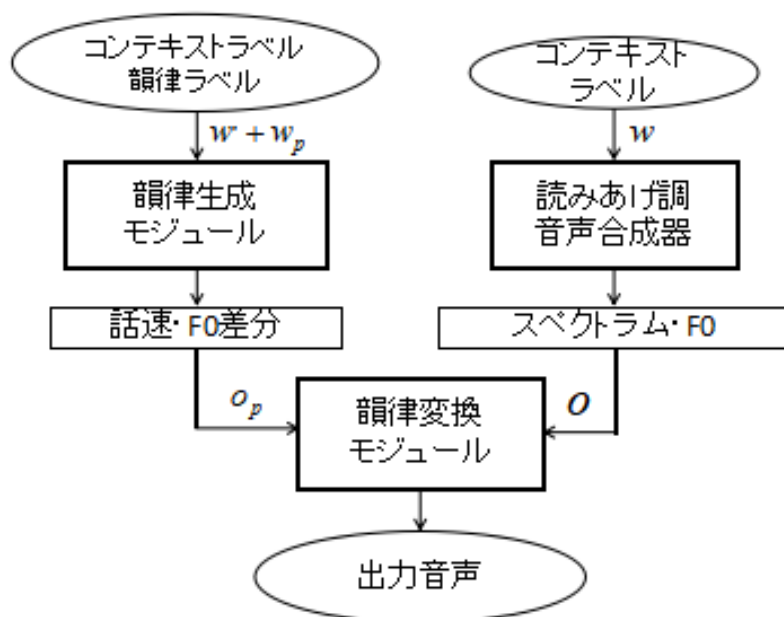 コンテキストラベル
韻律ラベル
コンテキスト
ラベル
w + w_p
w
韻律生成
モジュール
読みあげ調
音声合成器
話速・F0差分
スペクトラム・F0
o_p
O
韻律変換
モジュール
出力音声